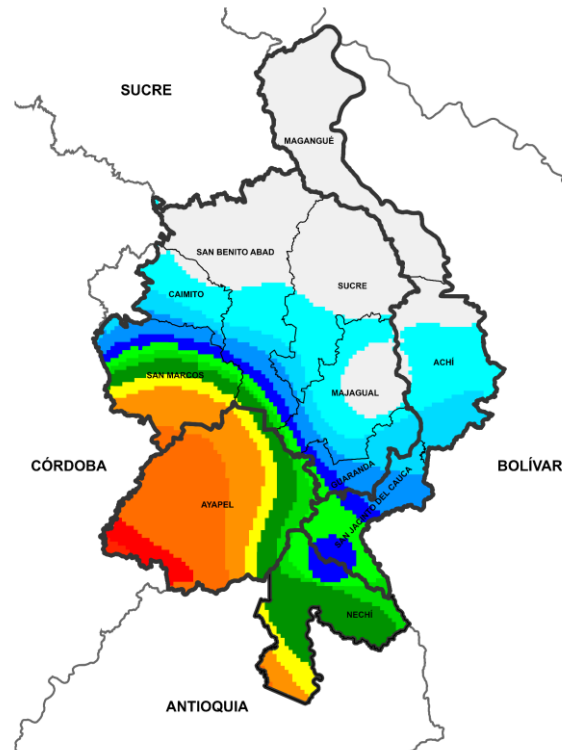 SUCRE
MAGANGUÉ
SAN BENITO ABAD
SUCRE
CAIMITO
ACHÍ
SAN MARCOS
MAJAGUAL
CÓRDOBA
GUARANDA
BOLÍVAR
SAN JACINTO DEL CAUCA
AYAPEL
NECHÍ
ANTIOQUIA